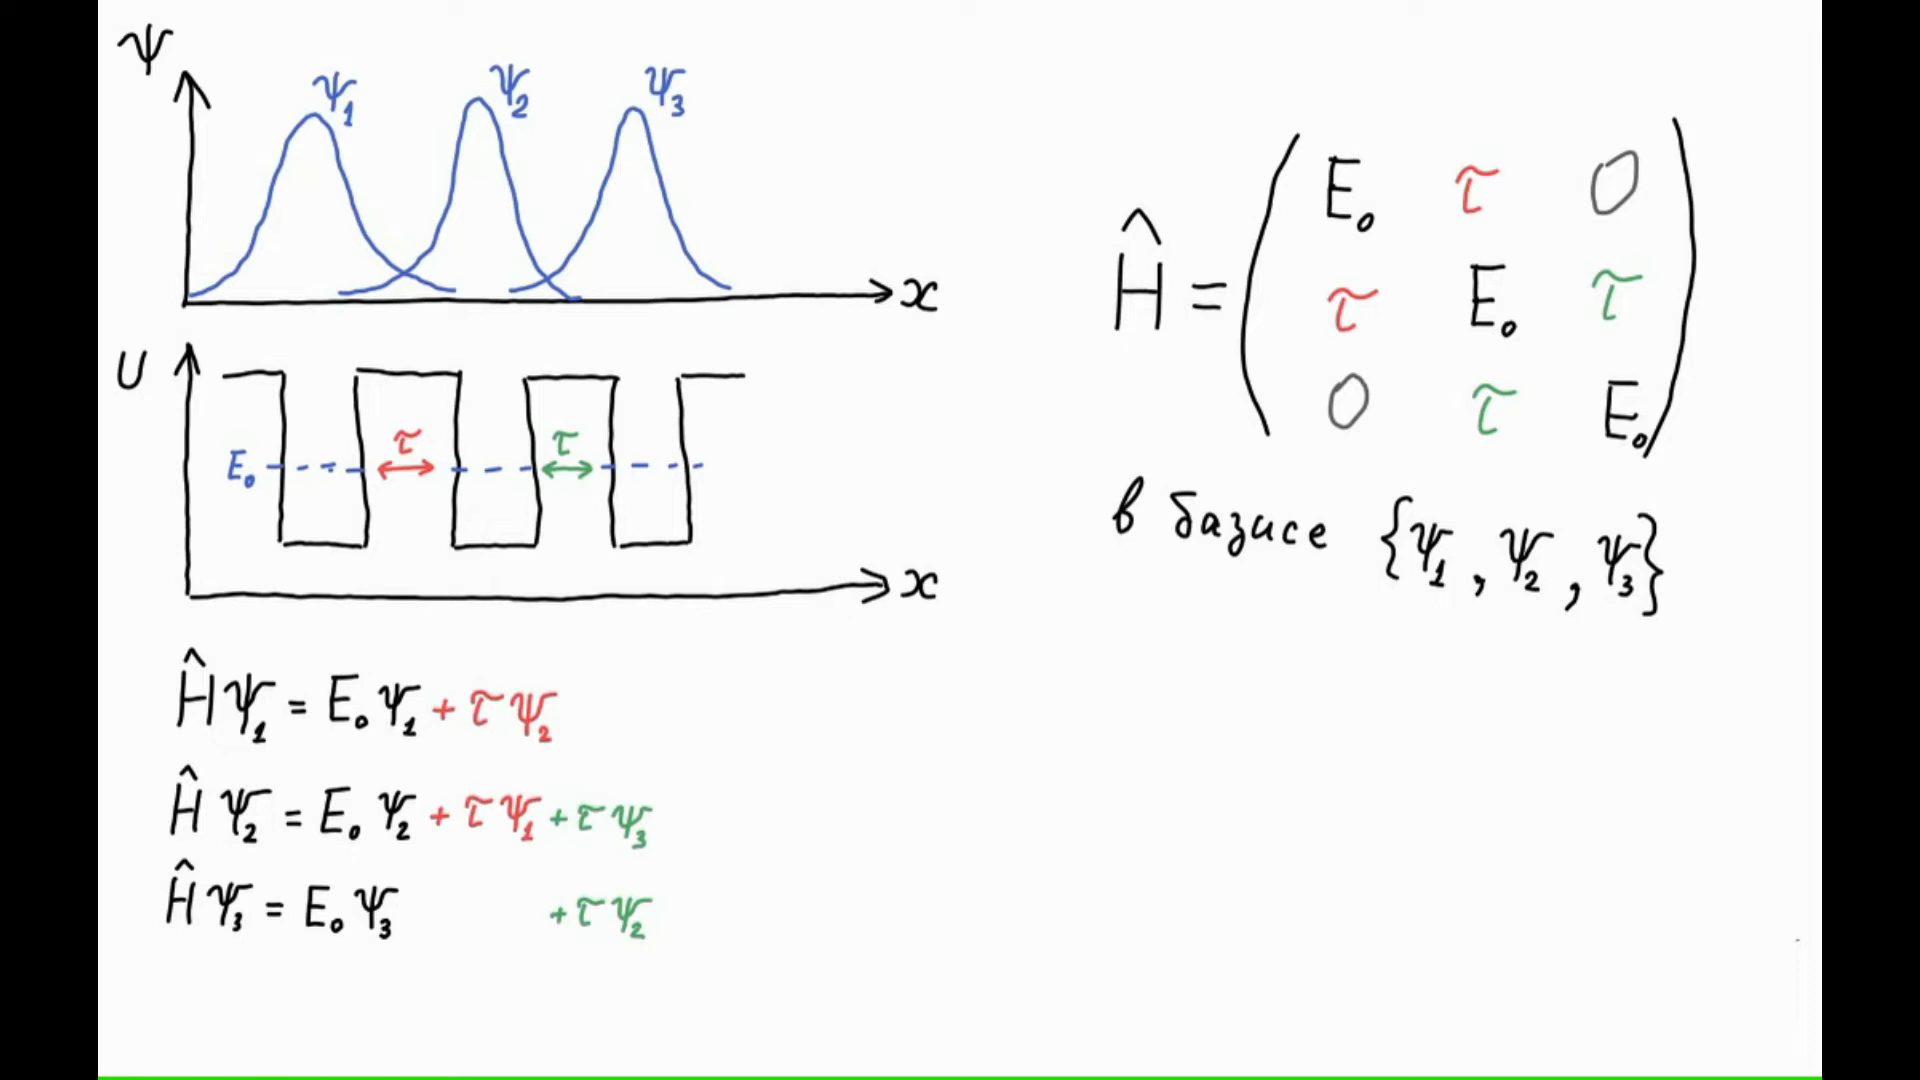 Ψ
Ψ₁ Ψ₂ Ψ₃
x
U
τ τ
E₀
x
Ĥ = ( E₀ τ 0
τ E₀ τ
0 τ E₀ )
в базисе {Ψ₁, Ψ₂, Ψ₃}
ĤΨ₁ = E₀Ψ₁ + τΨ₂
ĤΨ₂ = E₀Ψ₂ + τΨ₁ + τΨ₃
ĤΨ₃ = E₀Ψ₃ + τΨ₂